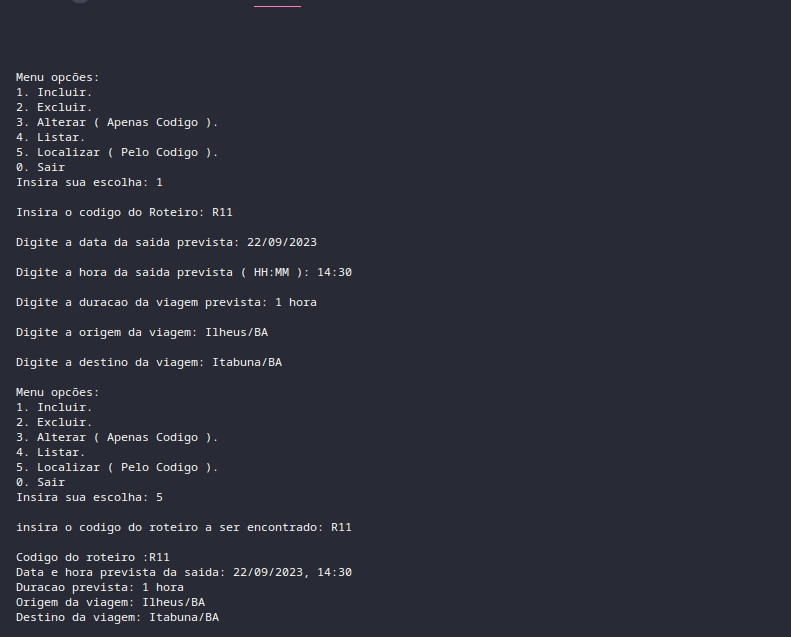 Menu opcões:
1. Incluir.
2. Excluir.
3. Alterar ( Apenas Codigo ).
4. Listar.
5. Localizar ( Pelo Codigo ).
0. Sair
Insira sua escolha: 1
Insira o codigo do Roteiro: R11
Digite a data da saida prevista: 22/09/2023
Digite a hora da saida prevista ( HH:MM ): 14:30
Digite a duracao da viagem prevista: 1 hora
Digite a origem da viagem: Ilheus/BA
Digite a destino da viagem: Itabuna/BA
Menu opcões:
1. Incluir.
2. Excluir.
3. Alterar ( Apenas Codigo ).
4. Listar.
5. Localizar ( Pelo Codigo ).
0. Sair
Insira sua escolha: 5
insira o codigo do roteiro a ser encontrado: R11
Codigo do roteiro :R11
Data e hora prevista da saida: 22/09/2023, 14:30
Duracao prevista: 1 hora
Origem da viagem: Ilheus/BA
Destino da viagem: Itabuna/BA